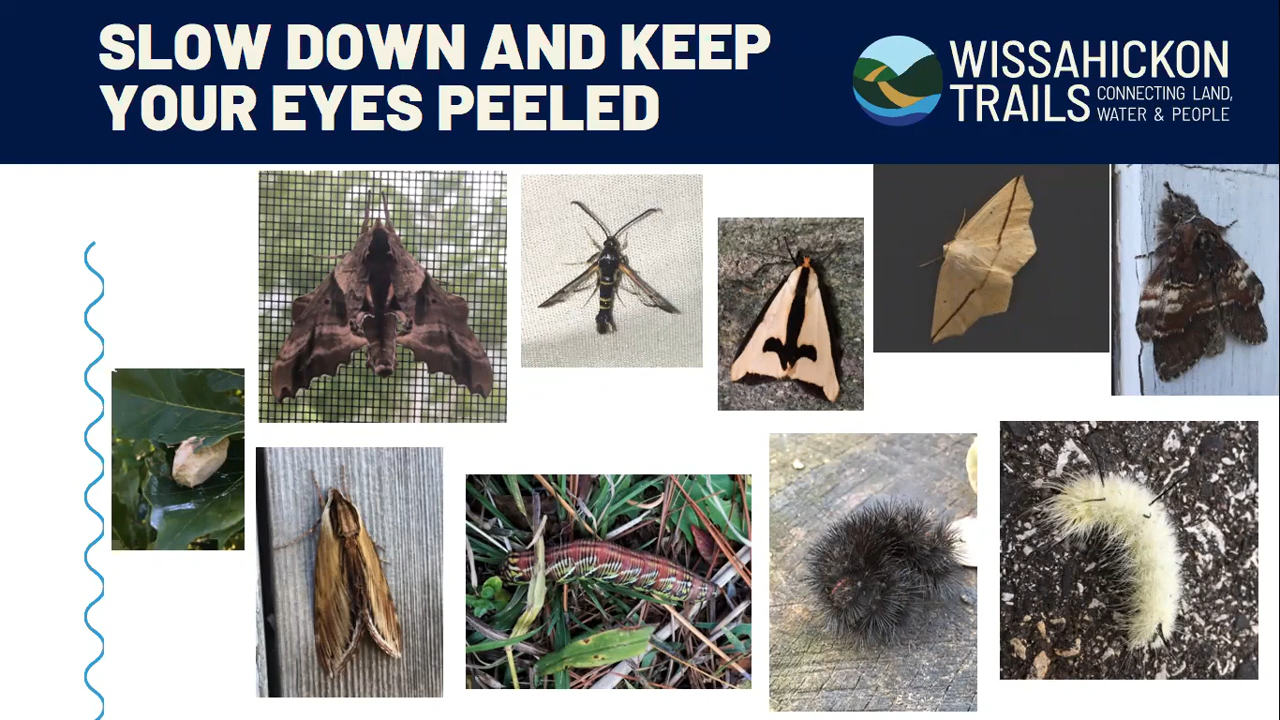 SLOW DOWN AND KEEP
YOUR EYES PEELED
WISSAHICKON
TRAILS CONNECTING LAND,
WATER & PEOPLE